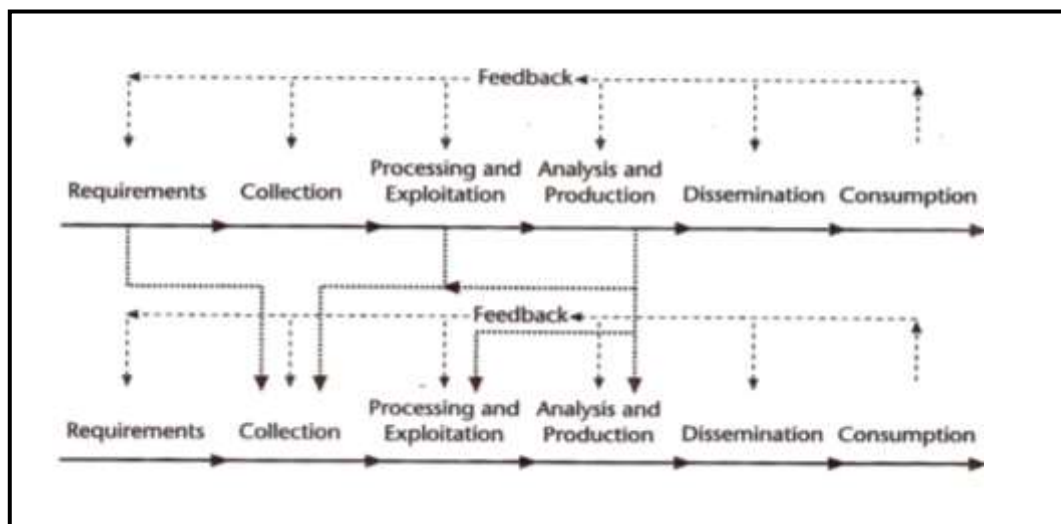 Feedback
Processing and Analysis and
Requirements Collection Exploitation Production Dissemination Consumption
Feedback
Processing and Analysis and
Requirements Collection Exploitation Production Dissemination Consumption